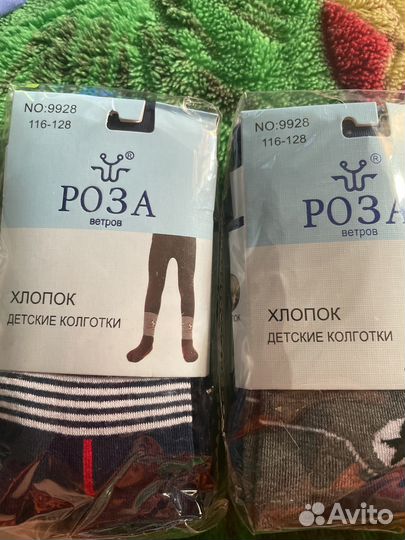 NO:9928
116-128
®
РОЗА
ветров
ХЛОПОК
ДЕТСКИЕ КОЛГОТКИ
NO:9928
116-128
®
РОЗА
ветров
ХЛОПОК
ДЕТСКИЕ КОЛГОТКИ
Avito